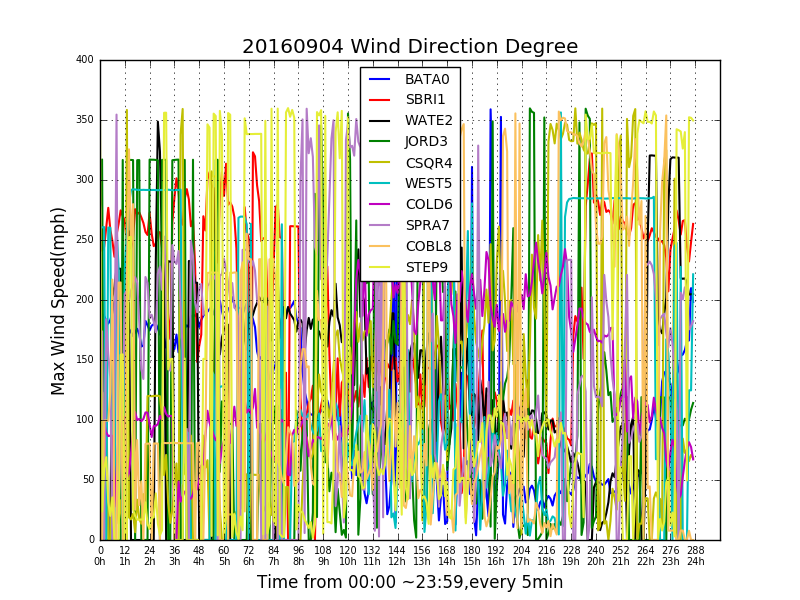 20160904 Wind Direction Degree
400
350
300
250
200
150
100
50
0
Max Wind Speed(mph)
BATA0
SBRI1
WATE2
JORD3
CSQR4
WEST5
COLD6
SPRA7
COBL8
STEP9
0 12 24 36 48 60 72 84 96 108 120 132 144 156 168 180 192 204 216 228 240 252 264 276 288
0h 1h 2h 3h 4h 5h 6h 7h 8h 9h 10h 11h 12h 13h 14h 15h 16h 17h 18h 19h 20h 21h 22h 23h 24h
Time from 00:00 ~23:59,every 5min